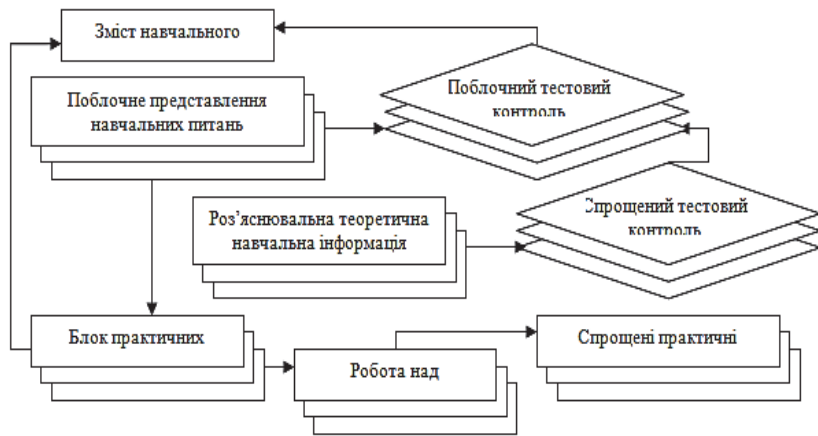 Зміст навчального
Поблочне представлення
навчальних питань
Поблочний тестовий
контроль
Роз’яснювальна теоретична
навчальна інформація
Спрощений тестовий
контроль
Блок практичних
Робота над
Спрощені практичні